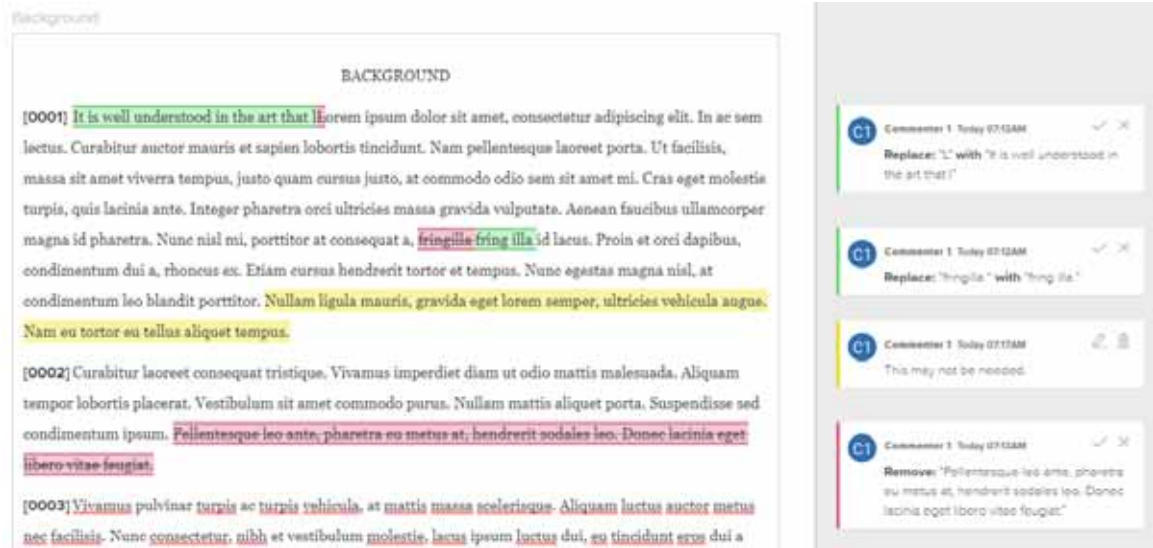 Background
BACKGROUND
[0001] It is well understood in the art that lLorem ipsum dolor sit amet, consectetur adipiscing elit. In ac sem
lectus. Curabitur auctor mauris et sapien lobortis tincidunt. Nam pellentesque laoreet porta. Ut facilisis,
massa sit amet viverra tempus, justo quam cursus justo, at commodo odio sem sit amet mi. Cras eget molestie
turpis, quis lacinia ante. Integer pharetra orci ultricies massa gravida vulputate. Aenean faucibus ullamcorper
magna id pharetra. Nunc nisl mi, porttitor at consequat a, fringilla fring illa id lacus. Proin et orci dapibus,
condimentum dui a, rhoncus ex. Etiam cursus hendrerit tortor et tempus. Nunc egestas magna nisl, at
condimentum leo blandit porttitor. Nullam ligula mauris, gravida eget lorem semper, ultricies vehicula augue.
Nam eu tortor eu tellus aliquet tempus.
[0002] Curabitur laoreet consequat tristique. Vivamus imperdiet diam ut odio mattis malesuada. Aliquam
tempor lobortis placerat. Vestibulum sit amet commodo purus. Nullam mattis aliquet porta. Suspendisse sed
condimentum ipsum. Pellentesque leo ante, pharetra eu metus at, hendrerit sodales leo. Donec lacinia eget
libero vitae feugiat.
[0003] Vivamus pulvinar turpis ac turpis vehicula, at mattis massa scelerisque. Aliquam luctus auctor metus
nec facilisis. Nunc consectetur, nibh et vestibulum molestie, lacus ipsum luctus dui, eu tincidunt eros dui a
C1 Commenter 1 Today 07:13AM
Replace: "L" with "It is well understood in
the art that l"
C1 Commenter 1 Today 07:12AM
Replace: "fringilla " with "fring illa "
C1 Commenter 1 Today 07:17AM
This may not be needed.
C1 Commenter 1 Today 07:13AM
Remove: "Pellentesque leo ante, pharetra
eu metus at, hendrerit sodales leo. Donec
lacinia eget libero vitae feugiat."